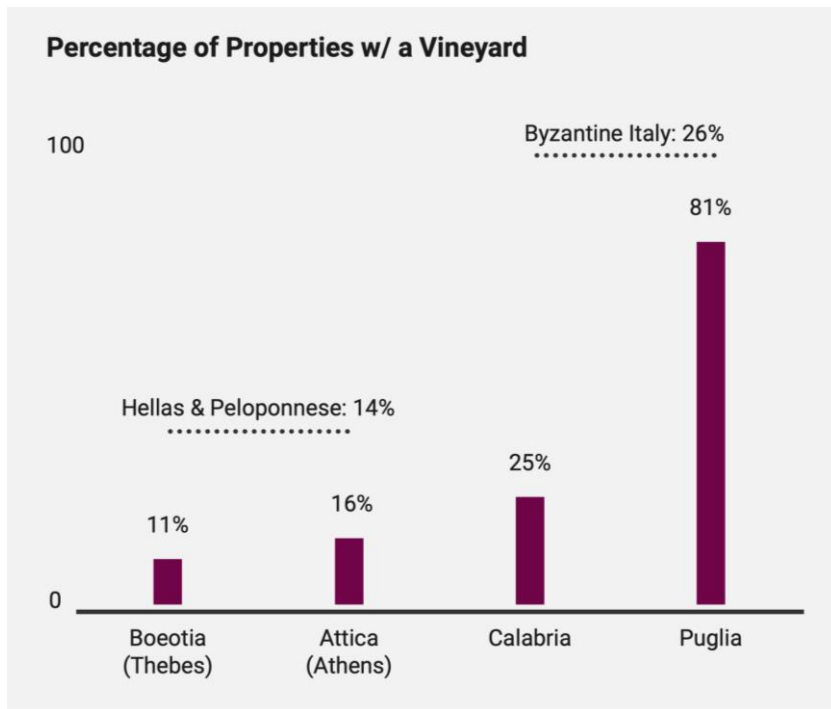 Percentage of Properties w/ a Vineyard
100
Byzantine Italy: 26%
81%
Hellas & Peloponnese: 14%
25%
16%
11%
0
Boeotia
(Thebes)
Attica
(Athens)
Calabria
Puglia